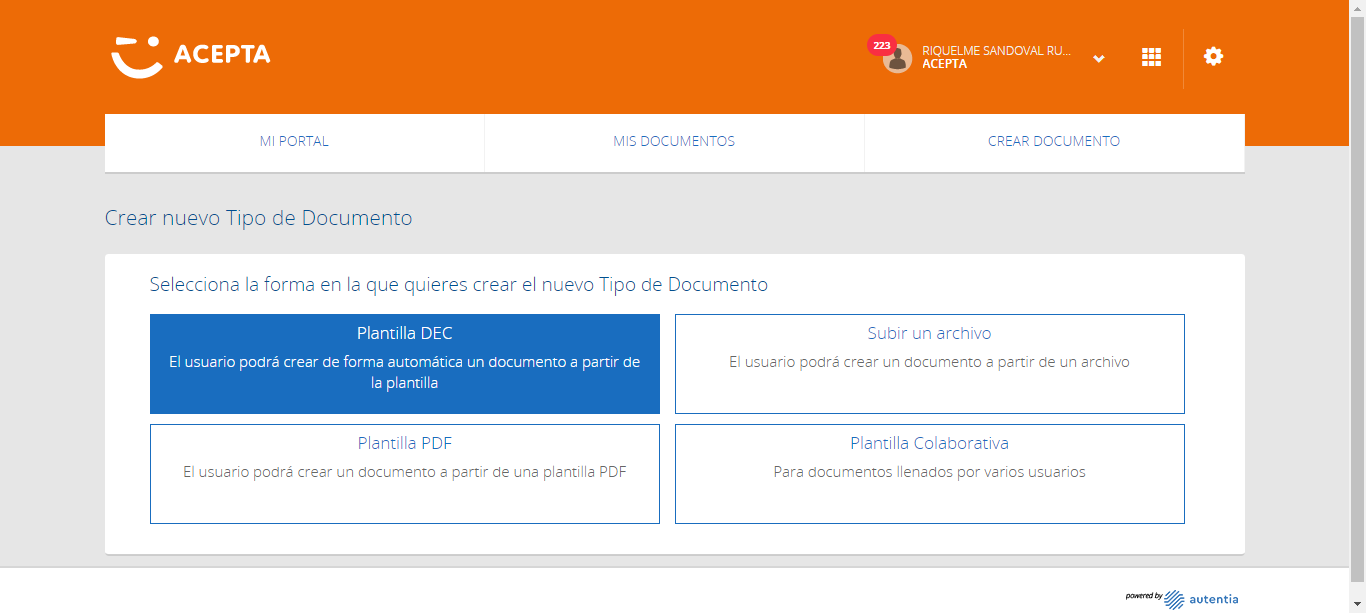 ACEPTA
223
RIQUELME SANDOVAL RU...
ACEPTA
MI PORTAL
MIS DOCUMENTOS
CREAR DOCUMENTO
Crear nuevo Tipo de Documento
Selecciona la forma en la que quieres crear el nuevo Tipo de Documento
Plantilla DEC
El usuario podrá crear de forma automática un documento a partir de
la plantilla
Subir un archivo
El usuario podrá crear un documento a partir de un archivo
Plantilla PDF
El usuario podrá crear un documento a partir de una plantilla PDF
Plantilla Colaborativa
Para documentos llenados por varios usuarios
powered by autentia